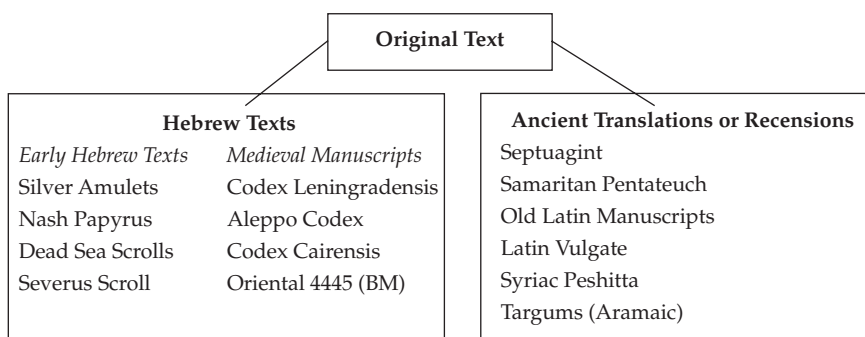 Original Text
Hebrew Texts
Early Hebrew Texts Medieval Manuscripts
Silver Amulets Codex Leningradensis
Nash Papyrus Aleppo Codex
Dead Sea Scrolls Codex Cairensis
Severus Scroll Oriental 4445 (BM)
Ancient Translations or Recensions
Septuagint
Samaritan Pentateuch
Old Latin Manuscripts
Latin Vulgate
Syriac Peshitta
Targums (Aramaic)